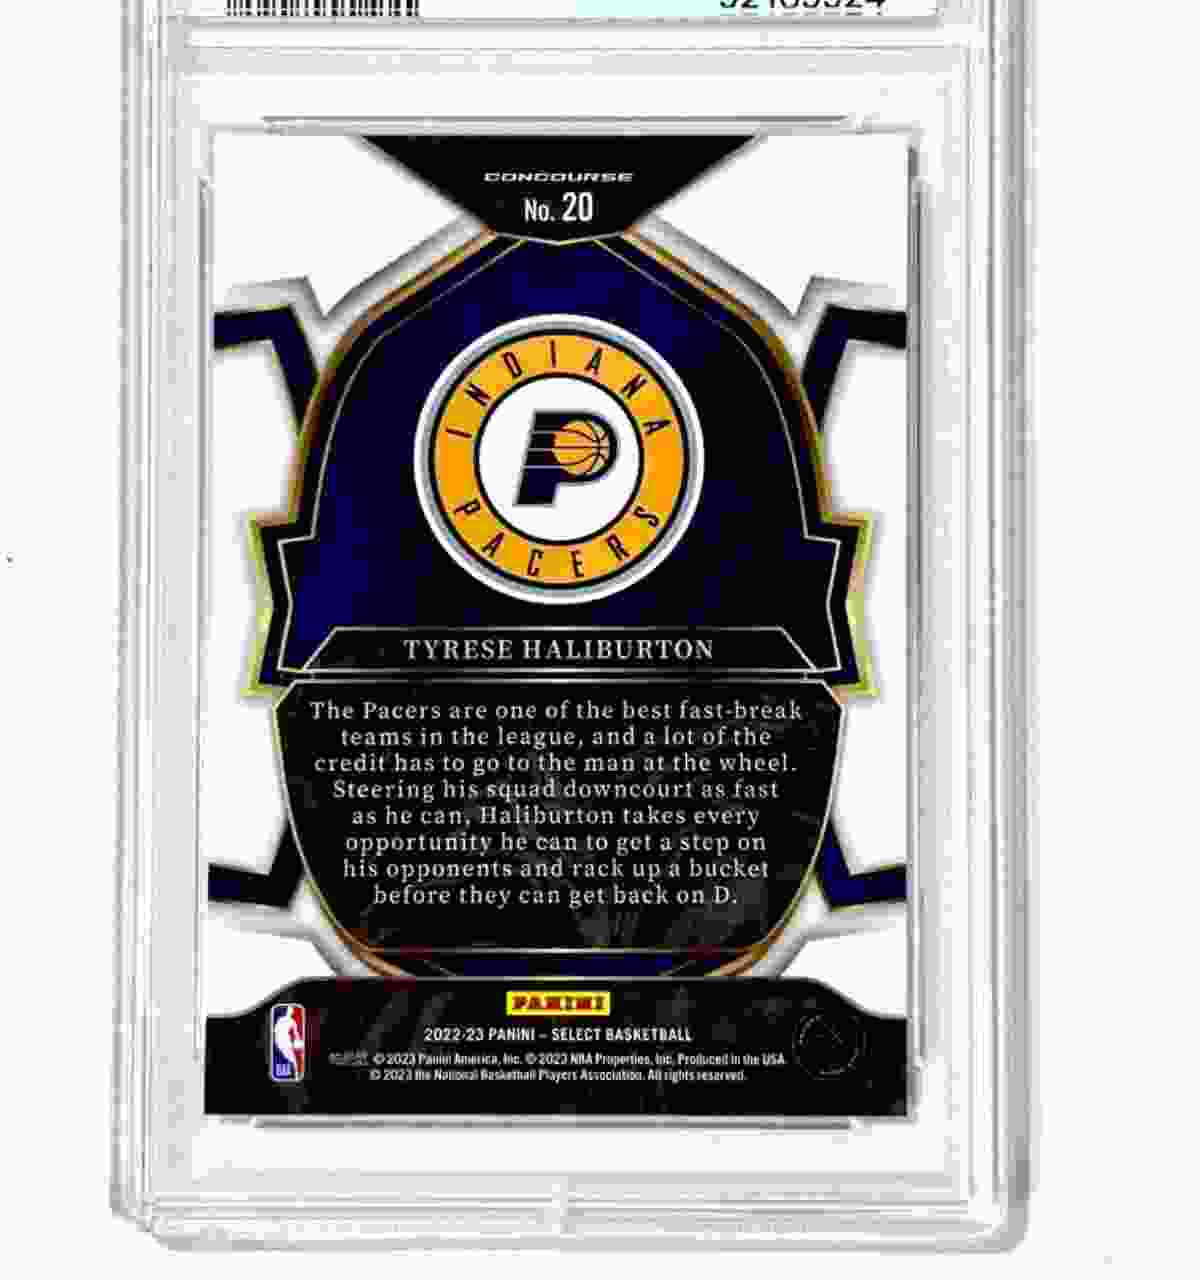 CONCOURSE
No. 20
INDIANA
PACERS
TYRESE HALIBURTON
The Pacers are one of the best fast-break
teams in the league, and a lot of the
credit has to go to the man at the wheel.
Steering his squad downcourt as fast
as he can, Haliburton takes every
opportunity he can to get a step on
his opponents and rack up a bucket
before they can get back on D.
PANINI
2022-23 PANINI – SELECT BASKETBALL
© 2023 Panini America, Inc. © 2023 NBA Properties, Inc. Produced in the USA
© 2023 the National Basketball Players Association. All rights reserved.
NBA